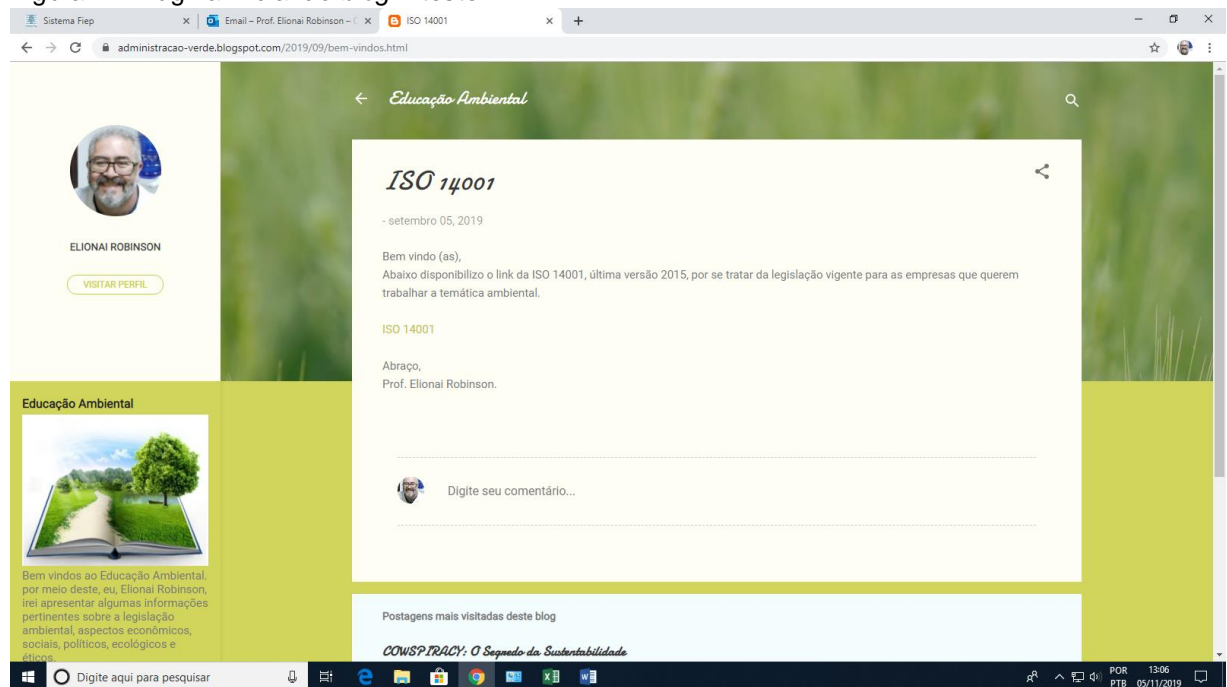 Sistema Fiep
Email – Prof. Elionai Robinson –
ISO 14001
administracao-verde.blogspot.com/2019/09/bem-vindos.html
Educação Ambiental
ELIONAI ROBINSON
VISITAR PERFIL
ISO 14001
- setembro 05, 2019
Bem vindo (as),
Abaixo disponibilizo o link da ISO 14001, última versão 2015, por se tratar da legislação vigente para as empresas que querem
trabalhar a temática ambiental.
ISO 14001
Abraço,
Prof. Elionai Robinson.
Digite seu comentário...
Educação Ambiental
Bem vindos ao Educação Ambiental.
por meio deste, eu, Elionai Robinson,
irei apresentar algumas informações
pertinentes sobre a legislação
ambiental, aspectos econômicos,
sociais, políticos, ecológicos e
éticos.
Postagens mais visitadas deste blog
COWSPIRACY: O Segredo da Sustentabilidade
Digite aqui para pesquisar
POR
PTB
13:06
05/11/2019